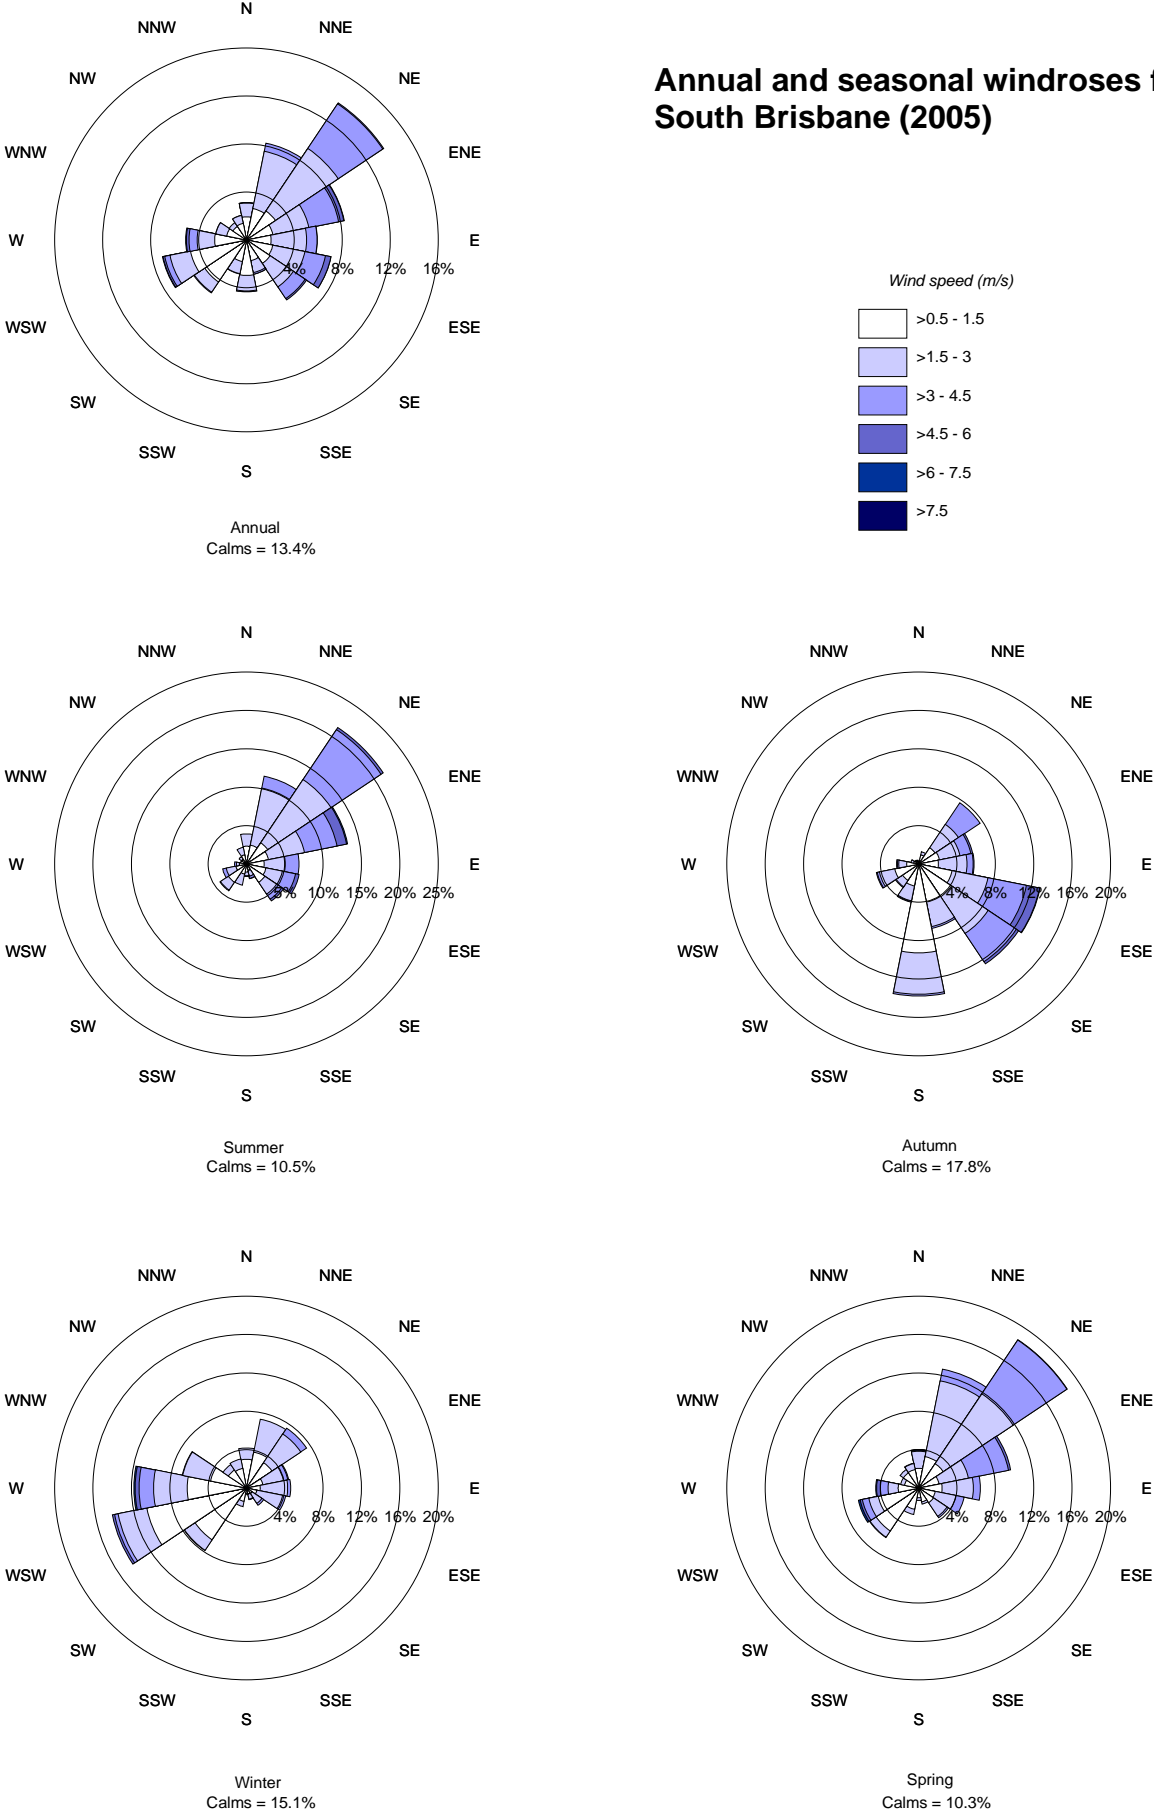 Annual and seasonal windroses f
South Brisbane (2005)
N
NNW
NNE
NW
NE
WNW
ENE
W
E
4%
8%
12%
16%
WSW
ESE
SW
SE
SSW
SSE
S
Annual
Calms = 13.4%
Wind speed (m/s)
>0.5 - 1.5
>1.5 - 3
>3 - 4.5
>4.5 - 6
>6 - 7.5
>7.5
N
NNW
NNE
NW
NE
WNW
ENE
W
E
5%
10%
15%
20%
25%
WSW
ESE
SW
SE
SSW
SSE
S
Summer
Calms = 10.5%
N
NNW
NNE
NW
NE
WNW
ENE
W
E
4%
8%
12%
16%
20%
WSW
ESE
SW
SE
SSW
SSE
S
Autumn
Calms = 17.8%
N
NNW
NNE
NW
NE
WNW
ENE
W
E
4%
8%
12%
16%
20%
WSW
ESE
SW
SE
SSW
SSE
S
Winter
Calms = 15.1%
N
NNW
NNE
NW
NE
WNW
ENE
W
E
4%
8%
12%
16%
20%
WSW
ESE
SW
SE
SSW
SSE
S
Spring
Calms = 10.3%